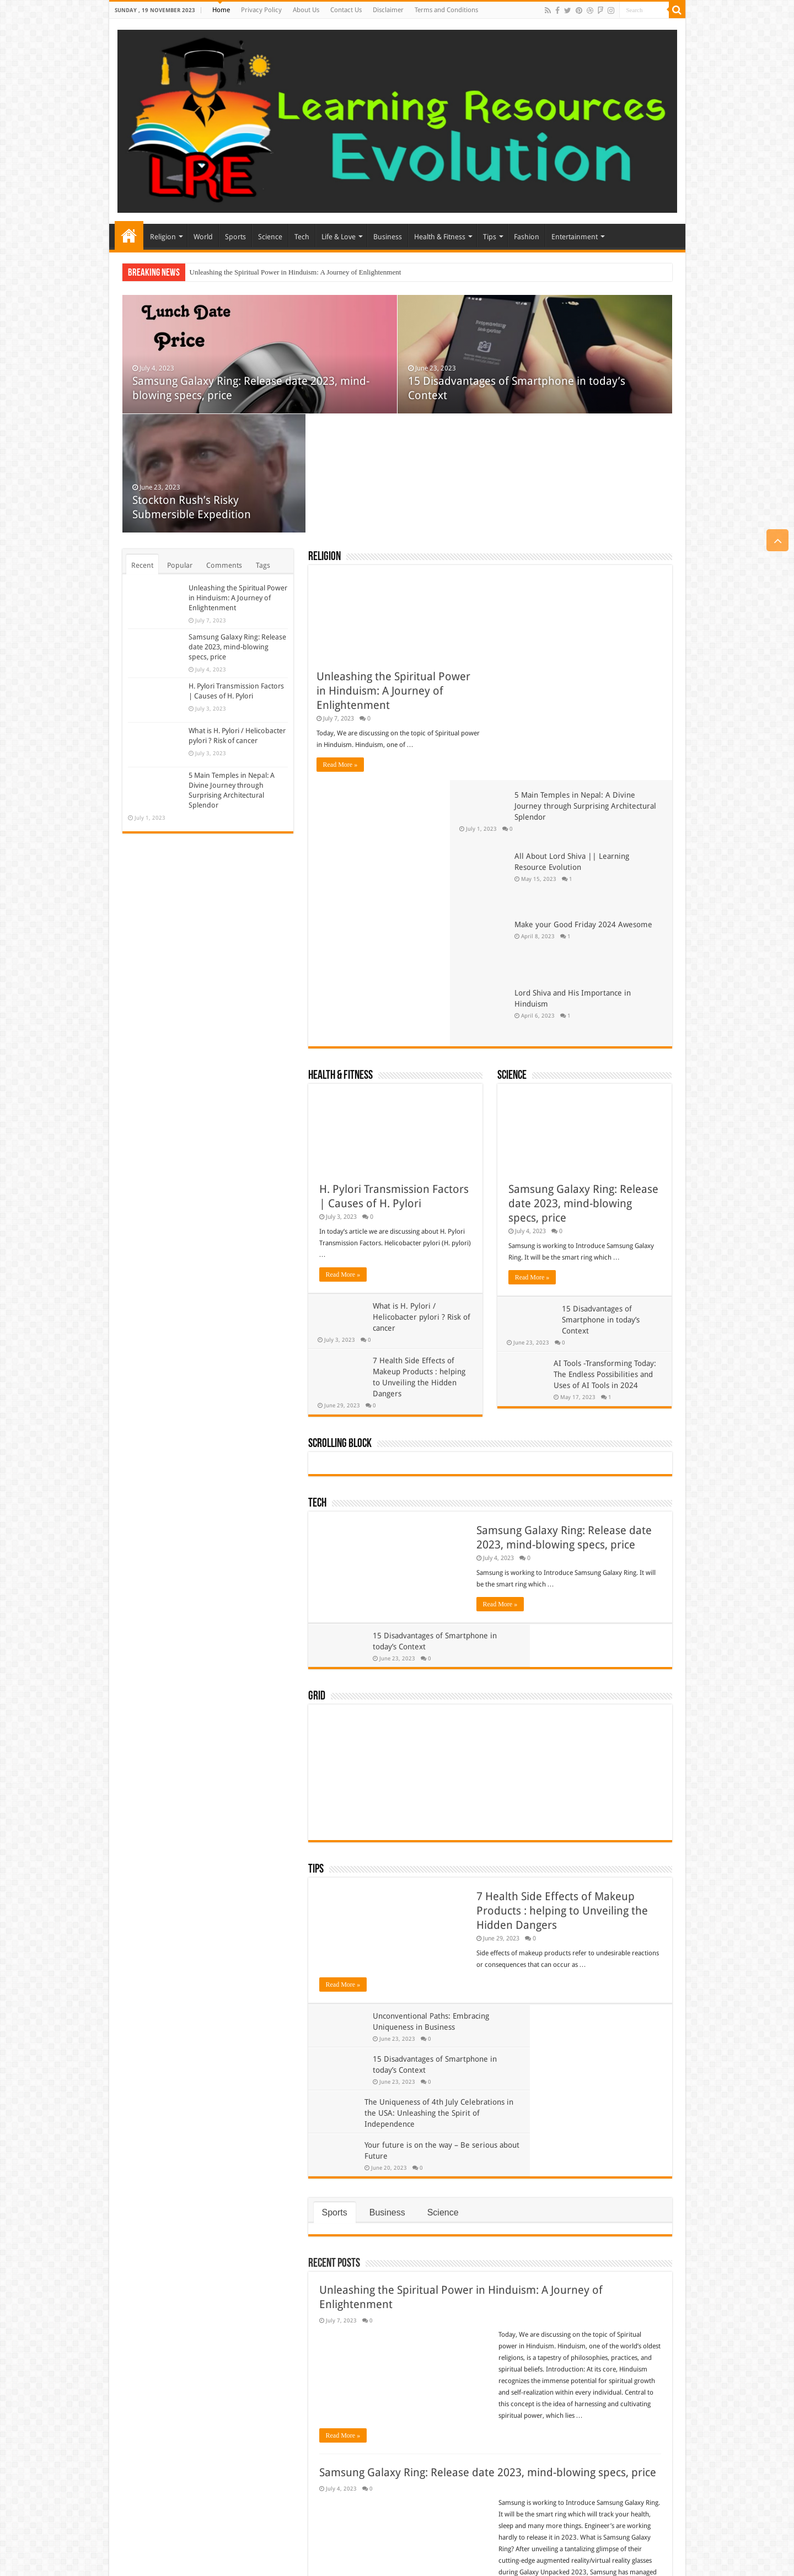 SUNDAY , 19 NOVEMBER 2023
Home Privacy Policy About Us Contact Us Disclaimer Terms and Conditions
Search
Learning Resources
Evolution
LRE
Religion World Sports Science Tech Life & Love Business Health & Fitness Tips Fashion Entertainment
BREAKING NEWS Unleashing the Spiritual Power in Hinduism: A Journey of Enlightenment
Lunch Date
Price
July 4, 2023
Samsung Galaxy Ring: Release date 2023, mind-
blowing specs, price
June 23, 2023
15 Disadvantages of Smartphone in today's
Context
June 23, 2023
Stockton Rush's Risky
Submersible Expedition
Recent Popular Comments Tags
Unleashing the Spiritual Power
in Hinduism: A Journey of
Enlightenment
July 7, 2023
Samsung Galaxy Ring: Release
date 2023, mind-blowing
specs, price
July 4, 2023
H. Pylori Transmission Factors
| Causes of H. Pylori
July 3, 2023
What is H. Pylori / Helicobacter
pylori ? Risk of cancer
July 3, 2023
5 Main Temples in Nepal: A
Divine Journey through
Surprising Architectural
Splendor
July 1, 2023
RELIGION
Unleashing the Spiritual Power
in Hinduism: A Journey of
Enlightenment
July 7, 2023 0
Today, We are discussing on the topic of Spiritual power
in Hinduism. Hinduism, one of …
Read More »
5 Main Temples in Nepal: A Divine
Journey through Surprising Architectural
Splendor
July 1, 2023 0
All About Lord Shiva || Learning
Resource Evolution
May 15, 2023 1
Make your Good Friday 2024 Awesome
April 8, 2023 1
Lord Shiva and His Importance in
Hinduism
April 6, 2023 1
HEALTH & FITNESS
H. Pylori Transmission Factors
| Causes of H. Pylori
July 3, 2023 0
In today's article we are discussing about H. Pylori
Transmission Factors. Helicobacter pylori (H. pylori)
…
Read More »
What is H. Pylori /
Helicobacter pylori ? Risk of
cancer
July 3, 2023 0
7 Health Side Effects of
Makeup Products : helping
to Unveiling the Hidden
Dangers
June 29, 2023 0
SCIENCE
Samsung Galaxy Ring: Release
date 2023, mind-blowing
specs, price
July 4, 2023 0
Samsung is working to Introduce Samsung Galaxy
Ring. It will be the smart ring which …
Read More »
15 Disadvantages of
Smartphone in today's
Context
June 23, 2023 0
AI Tools -Transforming Today:
The Endless Possibilities and
Uses of AI Tools in 2024
May 17, 2023 1
SCROLLING BLOCK
TECH
Samsung Galaxy Ring: Release date
2023, mind-blowing specs, price
July 4, 2023 0
Samsung is working to Introduce Samsung Galaxy Ring. It will
be the smart ring which …
Read More »
15 Disadvantages of Smartphone in
today's Context
June 23, 2023 0
GRID
TIPS
7 Health Side Effects of Makeup
Products : helping to Unveiling the
Hidden Dangers
June 29, 2023 0
Side effects of makeup products refer to undesirable reactions
or consequences that can occur as …
Read More »
Unconventional Paths: Embracing
Uniqueness in Business
June 23, 2023 0
15 Disadvantages of Smartphone in
today's Context
June 23, 2023 0
The Uniqueness of 4th July Celebrations in
the USA: Unleashing the Spirit of
Independence
Your future is on the way – Be serious about
Future
June 20, 2023 0
Sports Business Science
RECENT POSTS
Unleashing the Spiritual Power in Hinduism: A Journey of
Enlightenment
July 7, 2023 0
Today, We are discussing on the topic of Spiritual
power in Hinduism. Hinduism, one of the world's oldest
religions, is a tapestry of philosophies, practices, and
spiritual beliefs. Introduction: At its core, Hinduism
recognizes the immense potential for spiritual growth
and self-realization within every individual. Central to
this concept is the idea of harnessing and cultivating
spiritual power, which lies …
Read More »
Samsung Galaxy Ring: Release date 2023, mind-blowing specs, price
July 4, 2023 0
Samsung is working to Introduce Samsung Galaxy Ring.
It will be the smart ring which will track your health,
sleep and many more things. Engineer's are working
hardly to release it in 2023. What is Samsung Galaxy
Ring? After unveiling a tantalizing glimpse of their
cutting-edge augmented reality/virtual reality glasses
during Galaxy Unpacked 2023, Samsung has managed